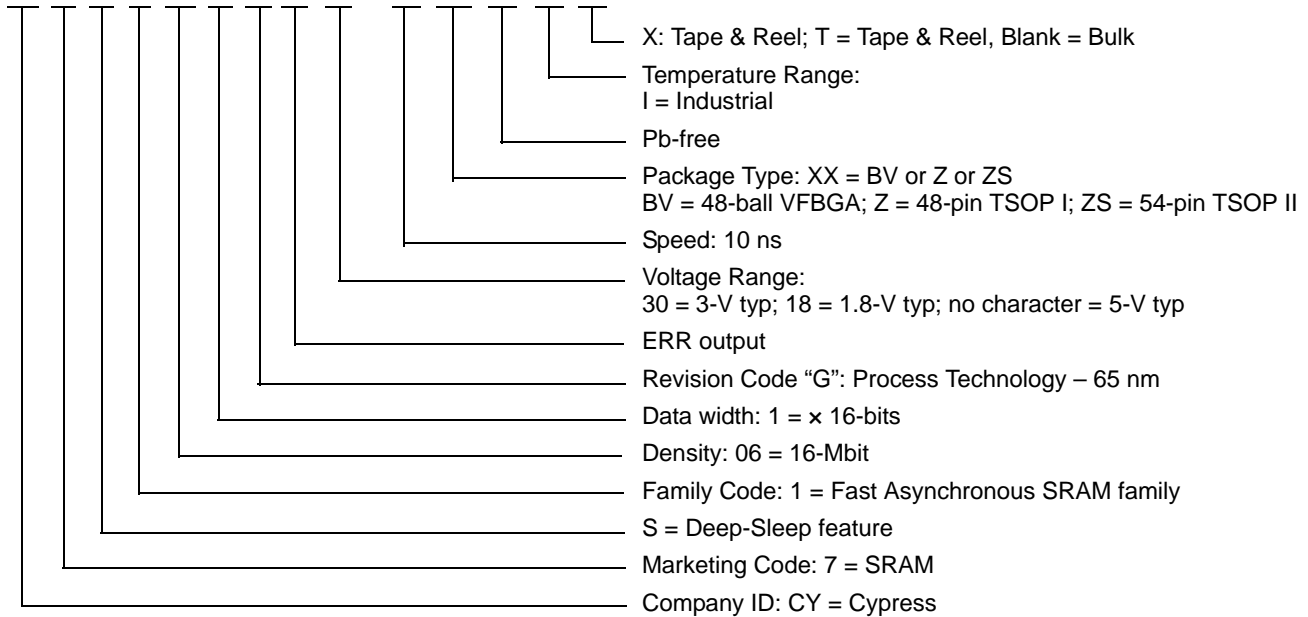 X: Tape & Reel; T = Tape & Reel, Blank = Bulk
Temperature Range:
I = Industrial
Pb-free
Package Type: XX = BV or Z or ZS
BV = 48-ball VFBGA; Z = 48-pin TSOP I; ZS = 54-pin TSOP II
Speed: 10 ns
Voltage Range:
30 = 3-V typ; 18 = 1.8-V typ; no character = 5-V typ
ERR output
Revision Code “G”: Process Technology – 65 nm
Data width: 1 = × 16-bits
Density: 06 = 16-Mbit
Family Code: 1 = Fast Asynchronous SRAM family
S = Deep-Sleep feature
Marketing Code: 7 = SRAM
Company ID: CY = Cypress